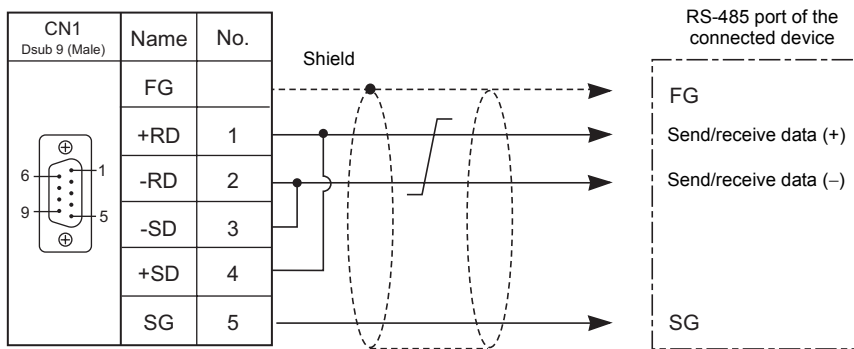 CN1
Dsub 9 (Male)
Name
No.
Shield
RS-485 port of the
connected device
FG
FG
+RD 1
Send/receive data (+)
-RD 2
Send/receive data (−)
-SD 3
+SD 4
SG 5
SG
6
1
9
5